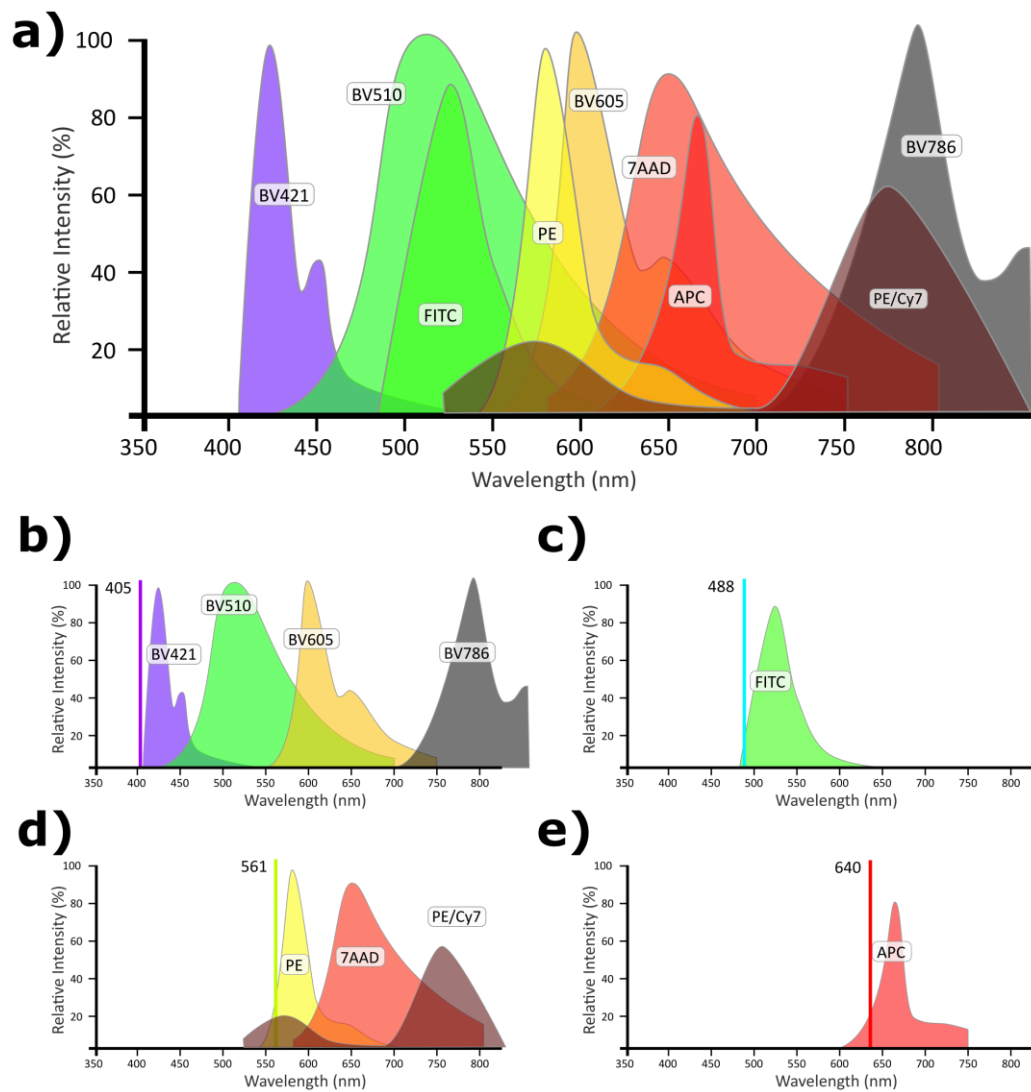 a)
Relative Intensity (%)
100
80
60
40
20
BV421
BV510
FITC
PE
BV605
7AAD
APC
BV786
PE/Cy7
350 400 450 500 550 600 650 700 750 800
Wavelength (nm)
b)
405
Relative Intensity (%)
100
80
60
40
20
BV421
BV510
BV605
BV786
350 400 450 500 550 600 650 700 750 800
Wavelength (nm)
c)
488
Relative Intensity (%)
100
80
60
40
20
FITC
350 400 450 500 550 600 650 700 750 800
Wavelength (nm)
d)
561
Relative Intensity (%)
100
80
60
40
20
PE
7AAD
PE/Cy7
350 400 450 500 550 600 650 700 750 800
Wavelength (nm)
e)
640
Relative Intensity (%)
100
80
60
40
20
APC
350 400 450 500 550 600 650 700 750 800
Wavelength (nm)